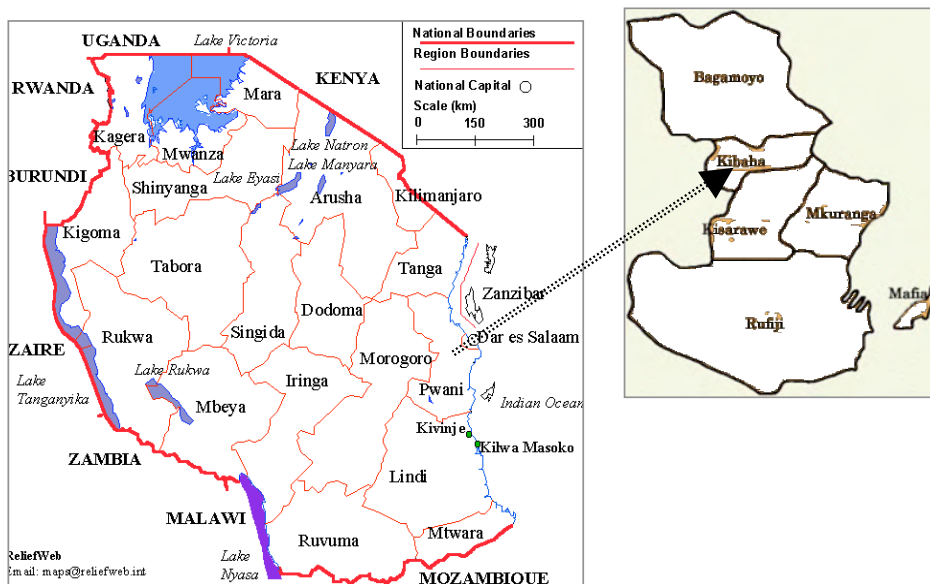 UGANDA
Lake Victoria
National Boundaries
Region Boundaries
National Capital
Scale (km)
0 150 300
RWANDA
KENYA
Mara
Kagera
Mwanza
Lake Natron
Lake Manyara
BURUNDI
Shinyanga
Lake Eyasi
Arusha
Kilimanjaro
Kigoma
Tabora
Tanga
Zanzibar
Singida
Dodoma
Dar es Salaam
ZAIRE
Rukwa
Morogoro
Lake
Tanganyika
Lake Rukwa
Iringa
Pwani
Mbeya
Indian Ocean
Kivinje
Kilwa Masoko
ZAMBIA
Lindi
MALAWI
Ruvuma
Mtwara
ReliefWeb
Email: maps@reliefweb.int
Lake
Nyasa
MOZAMBIQUE
Bagamoyo
Kibaha
Mkuranga
Kisarawe
Mafia
Rufiji